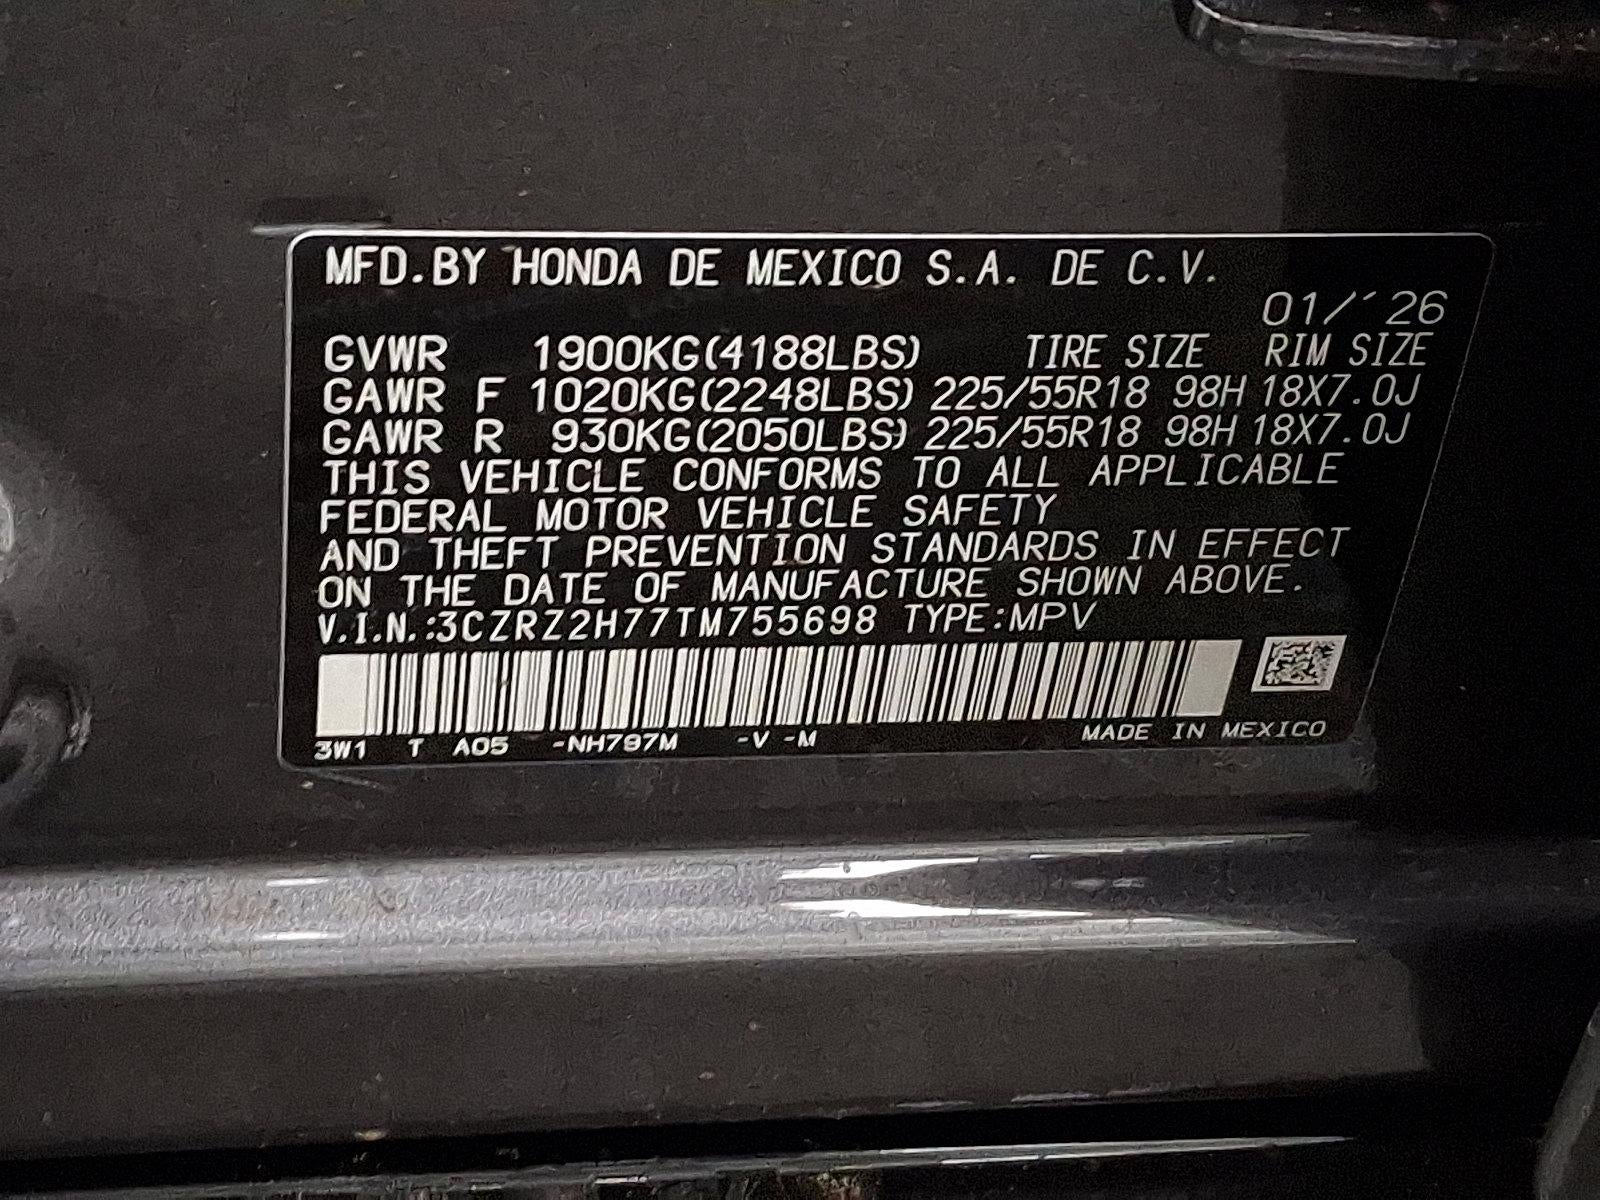 MFD.BY HONDA DE MEXICO S.A. DE C.V.
01/'26
GVWR 1900KG(4188LBS) TIRE SIZE RIM SIZE
GAWR F 1020KG(2248LBS) 225/55R18 98H 18X7.0J
GAWR R 930KG(2050LBS) 225/55R18 98H 18X7.0J
THIS VEHICLE CONFORMS TO ALL APPLICABLE
FEDERAL MOTOR VEHICLE SAFETY
AND THEFT PREVENTION STANDARDS IN EFFECT
ON THE DATE OF MANUFACTURE SHOWN ABOVE.
V.I.N.:3CZRZ2H77TM755698 TYPE:MPV
3W1 T A05 -NH797M -V -M MADE IN MEXICO